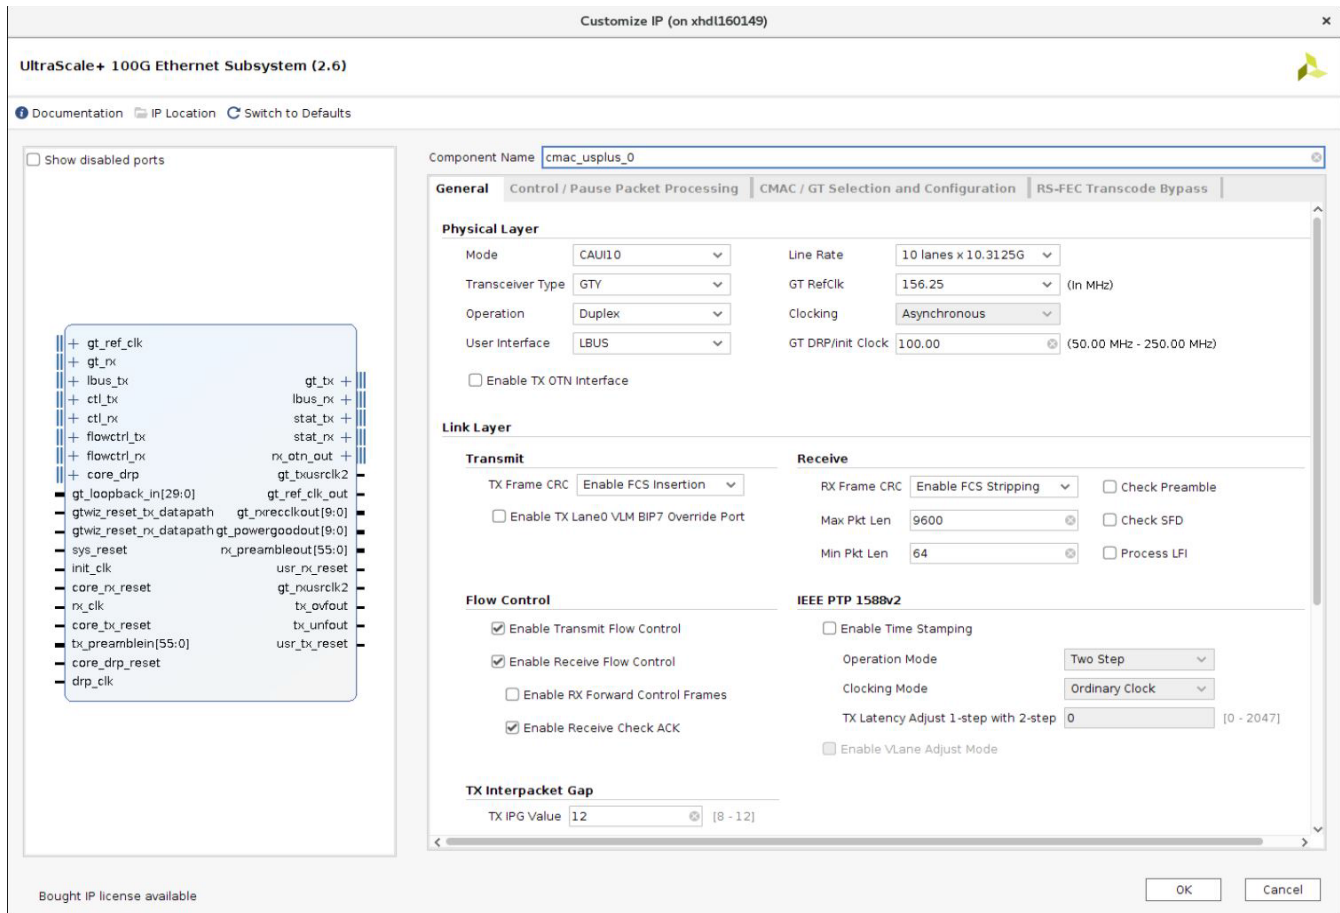 Customize IP (on xhdl160149)
UltraScale+ 100G Ethernet Subsystem (2.6)
Documentation IP Location Switch to Defaults
Show disabled ports
gt_ref_clk
gt_rx
lbus_tx gt_tx
ctl_tx lbus_rx
ctl_rx stat_tx
flowctrl_tx stat_rx
flowctrl_rx rx_otn_out
core_drp gt_txusrclk2
gt_loopback_in[29:0] gt_ref_clk_out
gtwiz_reset_tx_datapath gt_rxrecclkout[9:0]
gtwiz_reset_rx_datapath gt_powergoodout[9:0]
sys_reset rx_preambleout[55:0]
init_clk usr_rx_reset
core_rx_reset gt_rxusrclk2
rx_clk tx_ovfout
core_tx_reset tx_unfout
tx_preamblein[55:0] usr_tx_reset
core_drp_reset
drp_clk
Component Name cmac_usplus_0
General Control / Pause Packet Processing CMAC / GT Selection and Configuration RS-FEC Transcode Bypass
Physical Layer
Mode CAUI10 Line Rate 10 lanes x 10.3125G
Transceiver Type GTY GT RefClk 156.25 (In MHz)
Operation Duplex Clocking Asynchronous
User Interface LBUS GT DRP/init Clock 100.00 (50.00 MHz - 250.00 MHz)
Enable TX OTN Interface
Link Layer
Transmit Receive
TX Frame CRC Enable FCS Insertion RX Frame CRC Enable FCS Stripping Check Preamble
Enable TX Lane0 VLM BIP7 Override Port Max Pkt Len 9600 Check SFD
Min Pkt Len 64 Process LFI
Flow Control IEEE PTP 1588v2
Enable Transmit Flow Control Enable Time Stamping
Enable Receive Flow Control Operation Mode Two Step
Enable RX Forward Control Frames Clocking Mode Ordinary Clock
Enable Receive Check ACK TX Latency Adjust 1-step with 2-step 0 [0 - 2047]
Enable VLane Adjust Mode
TX Interpacket Gap
TX IPG Value 12 [8 - 12]
Bought IP license available
OK Cancel